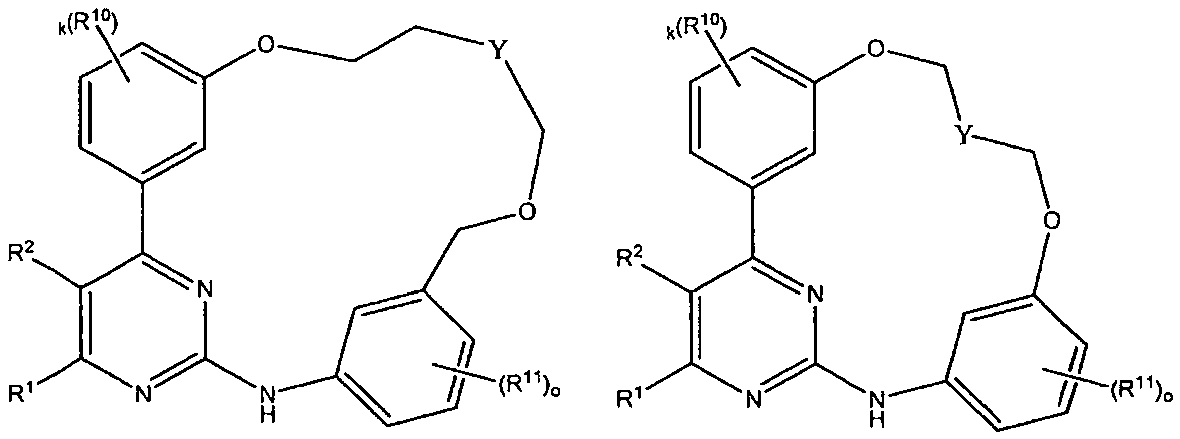 k(R10)
O
Y
O
R2
N
R1
N
N
H
(R11)o
k(R10)
O
Y
O
R2
N
R1
N
N
H
(R11)o